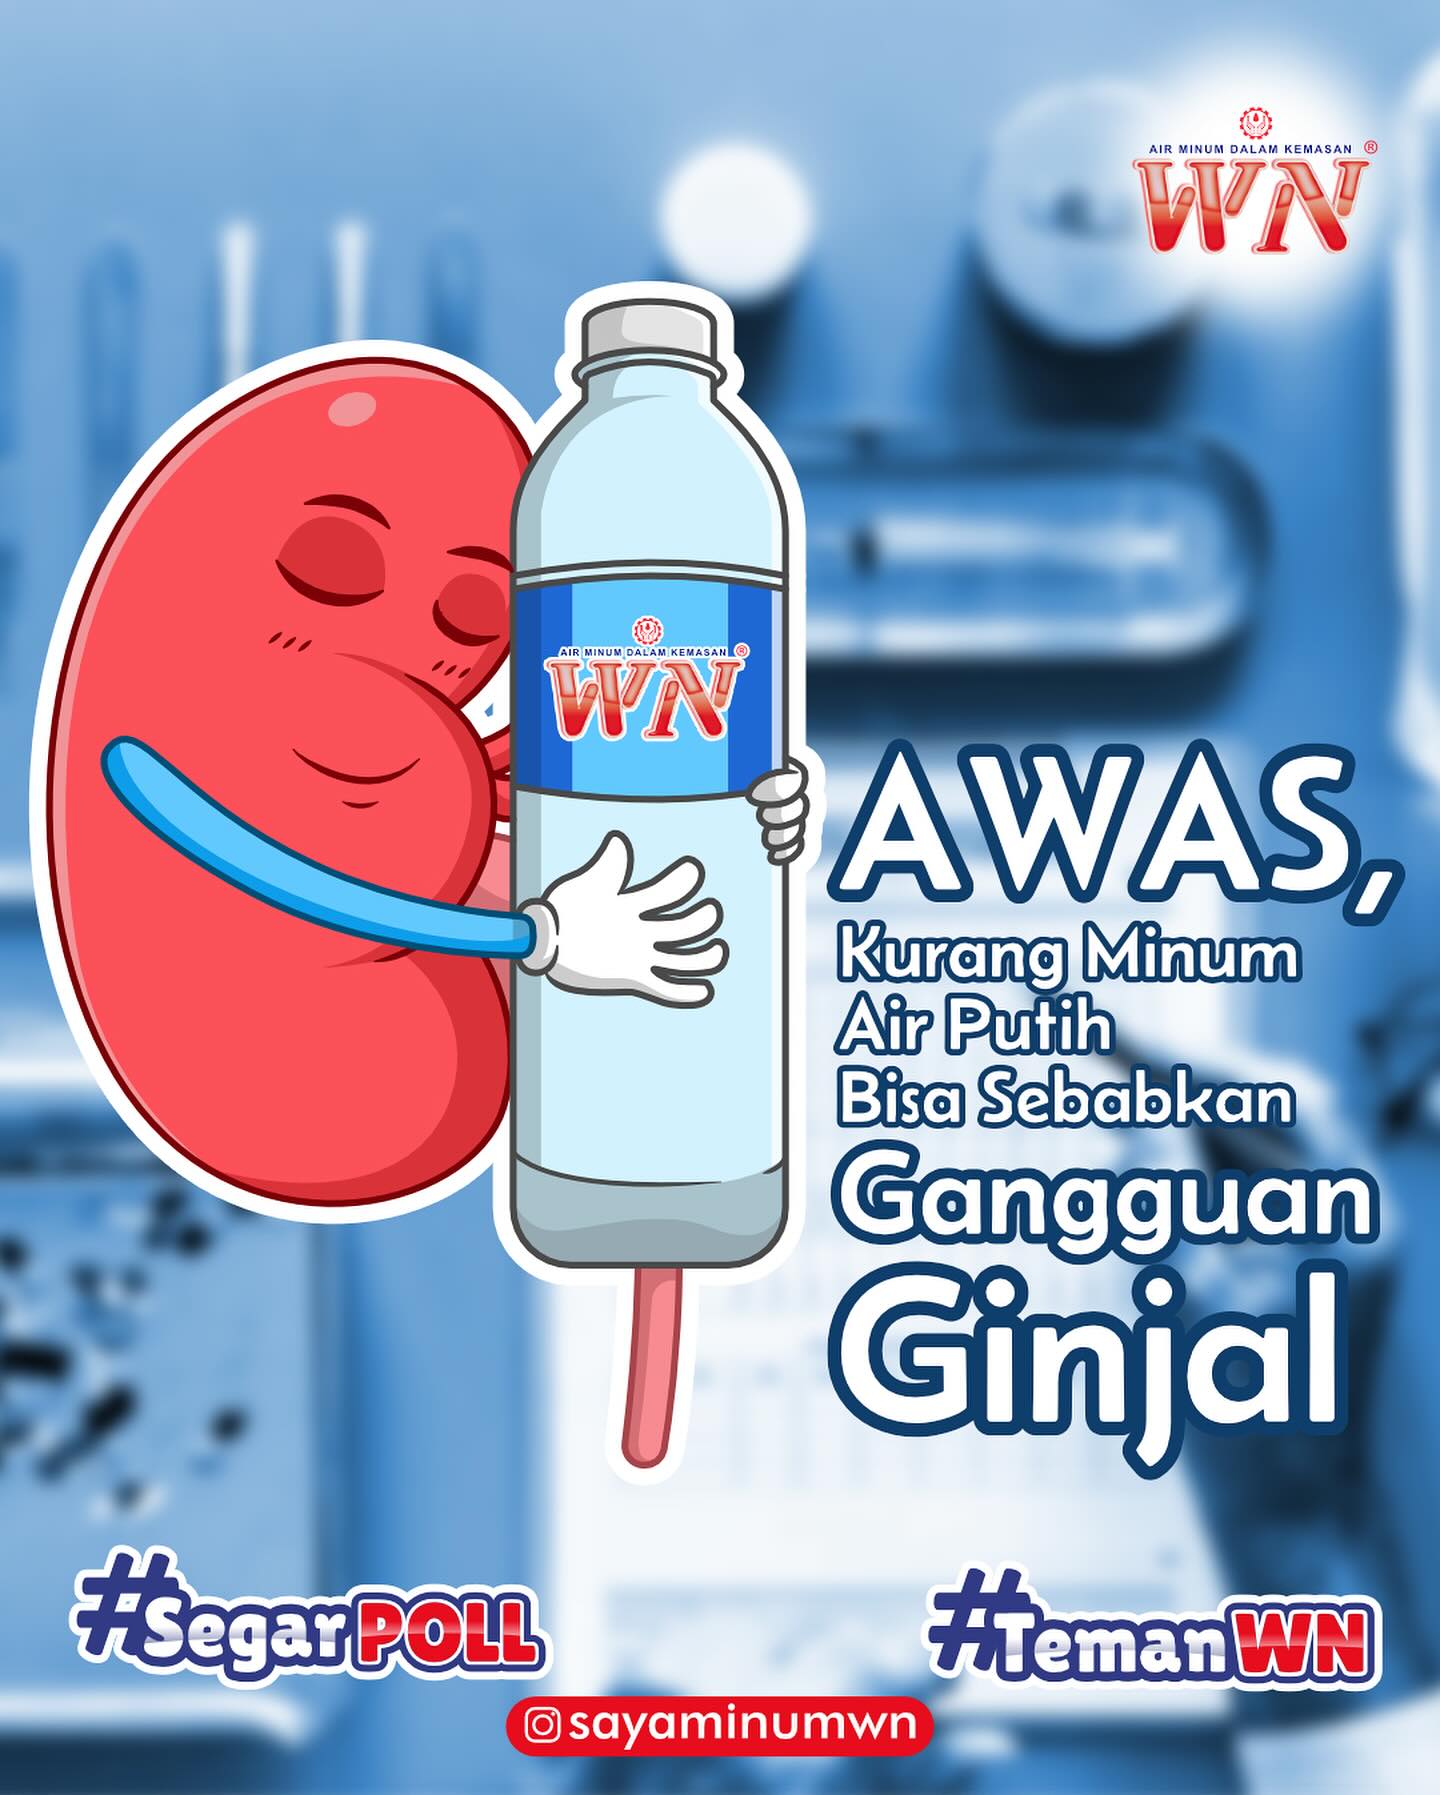 AIR MINUM DALAM KEMASAN ®
WN
AIR MINUM DALAM KEMASAN ®
WN
AWAS,
Kurang Minum
Air Putih
Bisa Sebabkan
Gangguan
Ginjal
#SegarPOLL
#TemanWN
sayaminumwn